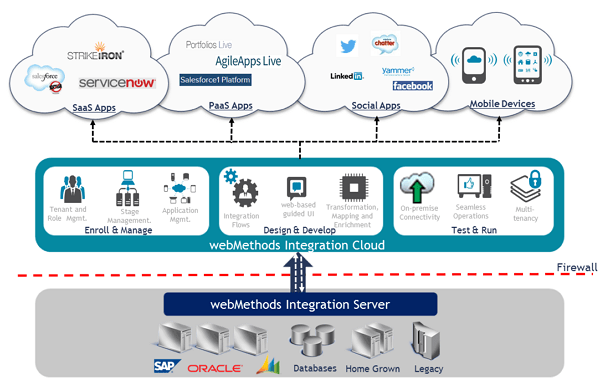 STRIKEIRON
salesforce
servicenow
SaaS Apps
Portfolios Live
AgileApps Live
Salesforce1 Platform
PaaS Apps
chatter
LinkedIn
yammer
facebook
Social Apps
Mobile Devices
Tenant and
Role Mgmt.
Stage
Management.
Application
Mgmt.
Enroll & Manage
Integration
Flows
web-based
guided UI
Transformation,
Mapping and
Enrichment
Design & Develop
On-premise
Connectivity
Seamless
Operations
Multi-
tenancy
Test & Run
webMethods Integration Cloud
Firewall
webMethods Integration Server
SAP
ORACLE
Databases
Home Grown
Legacy